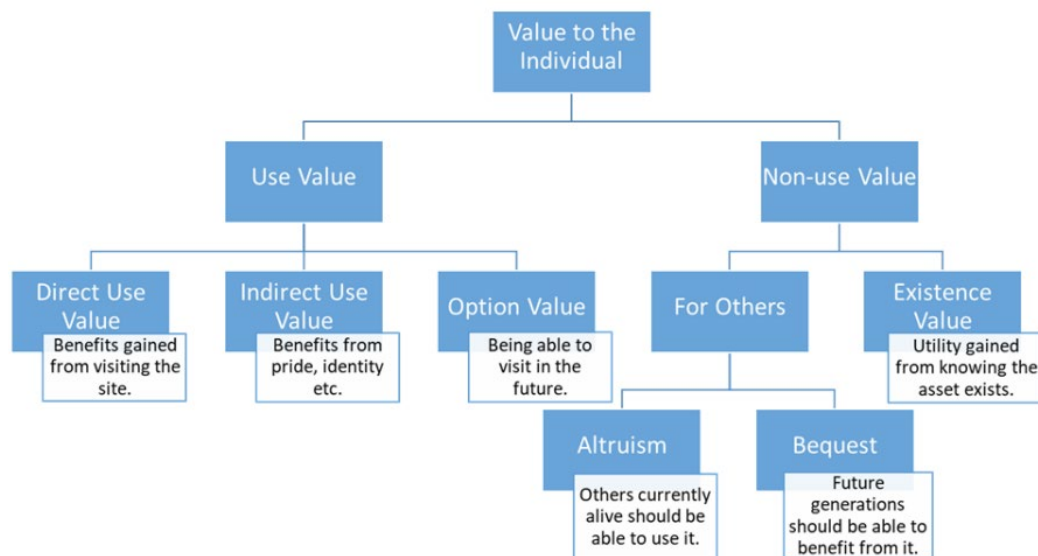 Value to the
Individual
Use Value
Non-use Value
Direct Use
Value
Benefits gained
from visiting the
site.
Indirect Use
Value
Benefits from
pride, identity
etc.
Option Value
Being able to
visit in the
future.
For Others
Existence
Value
Utility gained
from knowing the
asset exists.
Altruism
Others currently
alive should be
able to use it.
Bequest
Future
generations
should be able to
benefit from it.